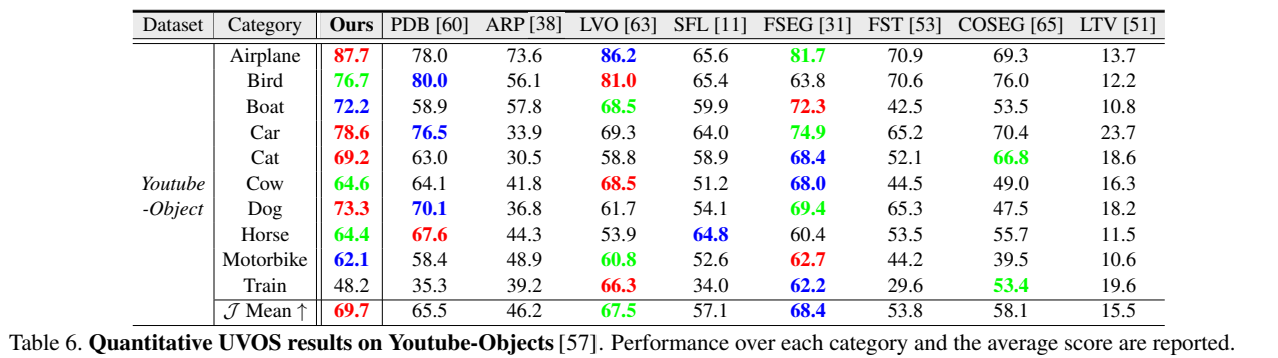 Dataset Category Ours PDB [60] ARP [38] LVO [63] SFL [11] FSEG [31] FST [53] COSEG [65] LTV [51]
Airplane 87.7 78.0 73.6 86.2 65.6 81.7 70.9 69.3 13.7
Bird 76.7 80.0 56.1 81.0 65.4 63.8 70.6 76.0 12.2
Boat 72.2 58.9 57.8 68.5 59.9 72.3 42.5 53.5 10.8
Car 78.6 76.5 33.9 69.3 64.0 74.9 65.2 70.4 23.7
Cat 69.2 63.0 30.5 58.8 58.9 68.4 52.1 66.8 18.6
Youtube Cow 64.6 64.1 41.8 68.5 51.2 68.0 44.5 49.0 16.3
-Object Dog 73.3 70.1 36.8 61.7 54.1 69.4 65.3 47.5 18.2
Horse 64.4 67.6 44.3 53.9 64.8 60.4 53.5 55.7 11.5
Motorbike 62.1 58.4 48.9 60.8 52.6 62.7 44.2 39.5 10.6
Train 48.2 35.3 39.2 66.3 34.0 62.2 29.6 53.4 19.6
𝒥 Mean ↑ 69.7 65.5 46.2 67.5 57.1 68.4 53.8 58.1 15.5
Table 6. Quantitative UVOS results on Youtube-Objects [57]. Performance over each category and the average score are reported.